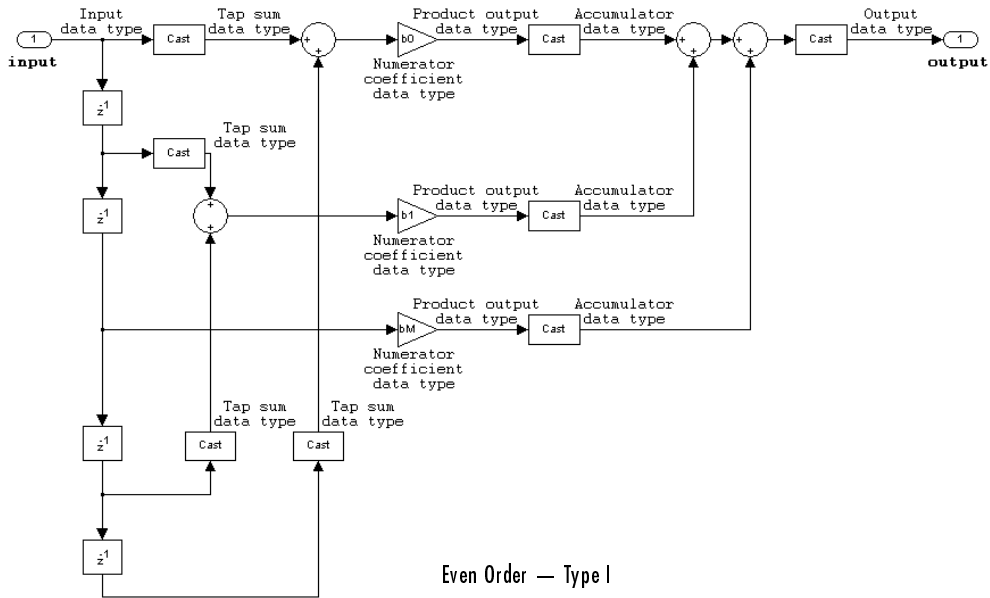 Input
data type
Tap sum
data type
Product output
data type
Accumulator
data type
Output
data type
1
Cast
+
+
b0
Cast
+
+
+
+
Cast
1
input
output
Numerator
coefficient
data type
z-1
Tap sum
data type
Cast
Product output
data type
Accumulator
data type
z-1
+
+
b1
Cast
Numerator
coefficient
data type
Product output
data type
Accumulator
data type
bM
Cast
Numerator
coefficient
data type
Tap sum
data type
Tap sum
data type
z-1
Cast
Cast
z-1
Even Order — Type I